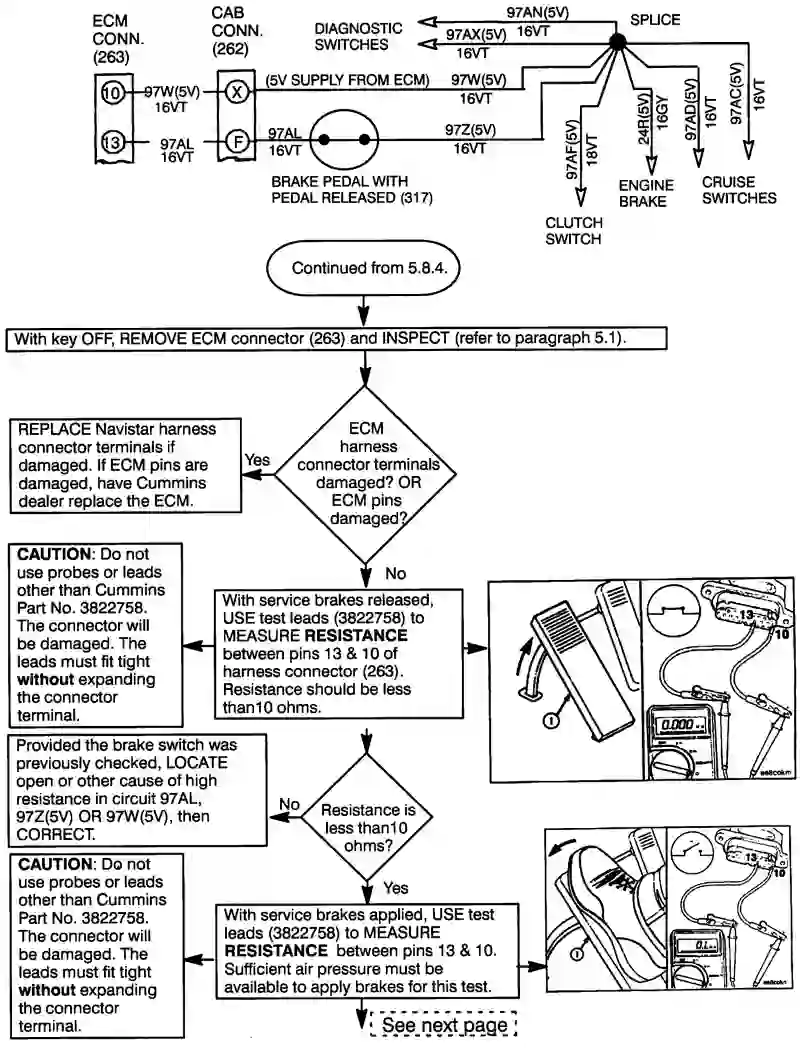 ECM
CONN.
(263)
CAB
CONN.
(262)
DIAGNOSTIC
SWITCHES
97AN(5V)
16VT
97AX(5V)
16VT
SPLICE
10
97W(5V)
16VT
X
(5V SUPPLY FROM ECM)
97W(5V)
16VT
13
97AL
16VT
F
97AL
16VT
97Z(5V)
16VT
BRAKE PEDAL WITH
PEDAL RELEASED (317)
97AF(5V)
18VT
24R(5V)
16GY
97AD(5V)
16VT
97AC(5V)
16VT
CLUTCH
SWITCH
ENGINE
BRAKE
CRUISE
SWITCHES
Continued from 5.8.4.
With key OFF, REMOVE ECM connector (263) and INSPECT (refer to paragraph 5.1).
ECM
harness
connector terminals
damaged? OR
ECM pins
damaged?
Yes
REPLACE Navistar harness
connector terminals if
damaged. If ECM pins are
damaged, have Cummins
dealer replace the ECM.
No
CAUTION: Do not
use probes or leads
other than Cummins
Part No. 3822758.
The connector will
be damaged. The
leads must fit tight
without expanding
the connector
terminal.
With service brakes released,
USE test leads (3822758) to
MEASURE RESISTANCE
between pins 13 & 10 of
harness connector (263).
Resistance should be less
than10 ohms.
1
13
10
0.000
Provided the brake switch was
previously checked, LOCATE
open or other cause of high
resistance in circuit 97AL,
97Z(5V) OR 97W(5V), then
CORRECT.
No
Resistance is
less than10
ohms?
Yes
CAUTION: Do not
use probes or leads
other than Cummins
Part No. 3822758.
The connector will
be damaged. The
leads must fit tight
without expanding
the connector
terminal.
With service brakes applied, USE test
leads (3822758) to MEASURE
RESISTANCE between pins 13 & 10.
Sufficient air pressure must be
available to apply brakes for this test.
1
13
10
0.L
See next page